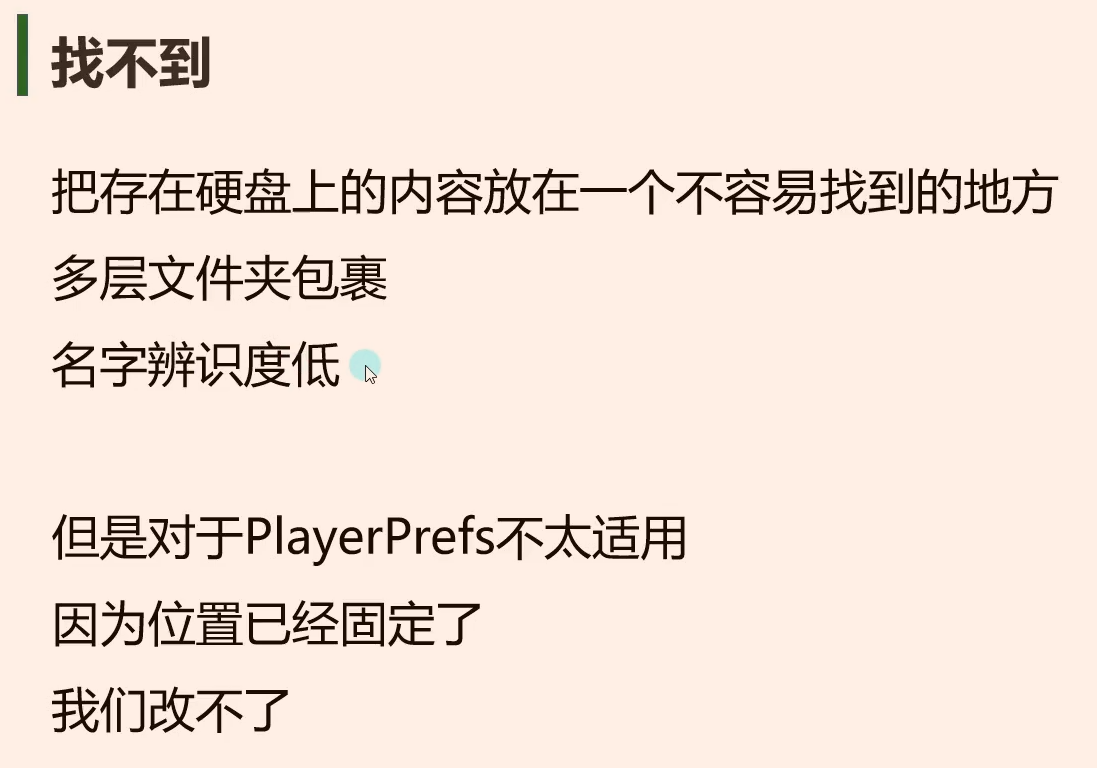 找不到
把存在硬盘上的内容放在一个不容易找到的地方
多层文件夹包裹
名字辨识度低
但是对于PlayerPrefs不太适用
因为位置已经固定了
我们改不了